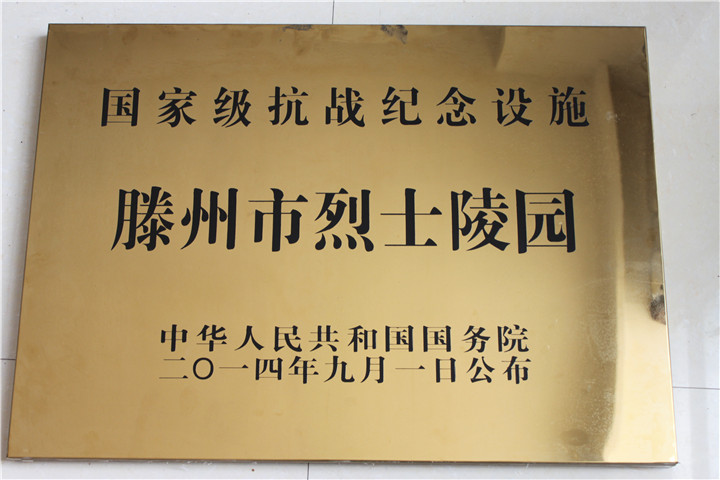 国家级抗战纪念设施
滕州市烈士陵园
中华人民共和国国务院
二〇一四年九月一日公布